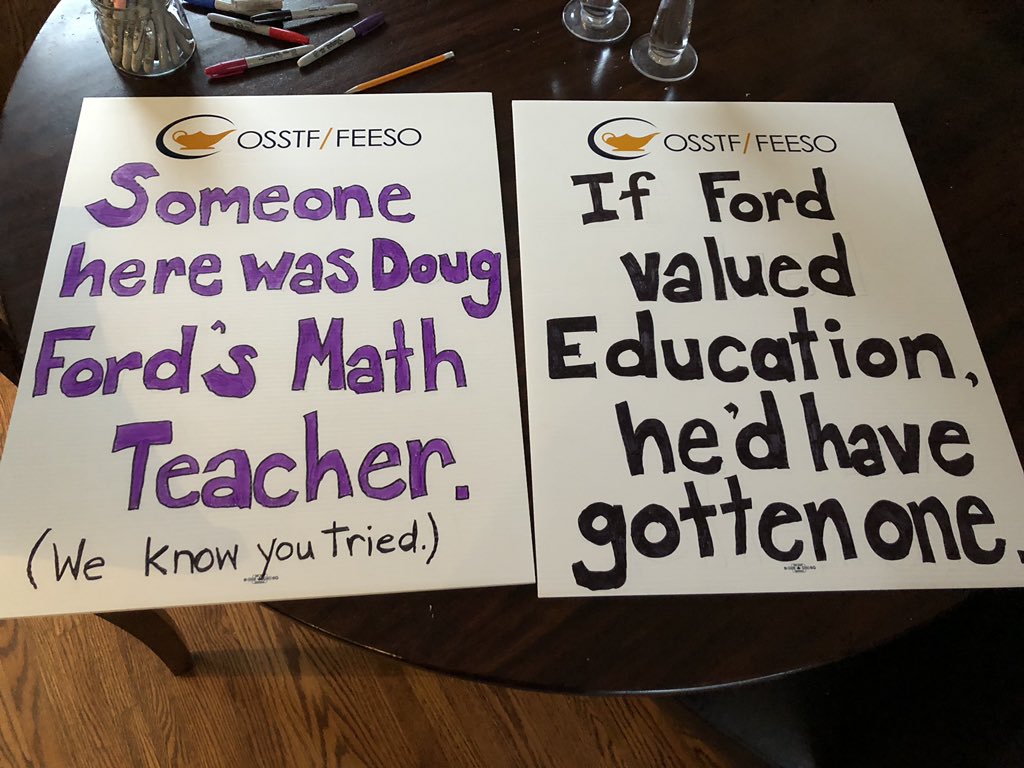 OSSTF/FEESO
Someone
here was Doug
Ford's Math
Teacher.
(We know you Tried.)
OSSTF/FEESO
If Ford
valued
Education,
he'd have
gotten one.